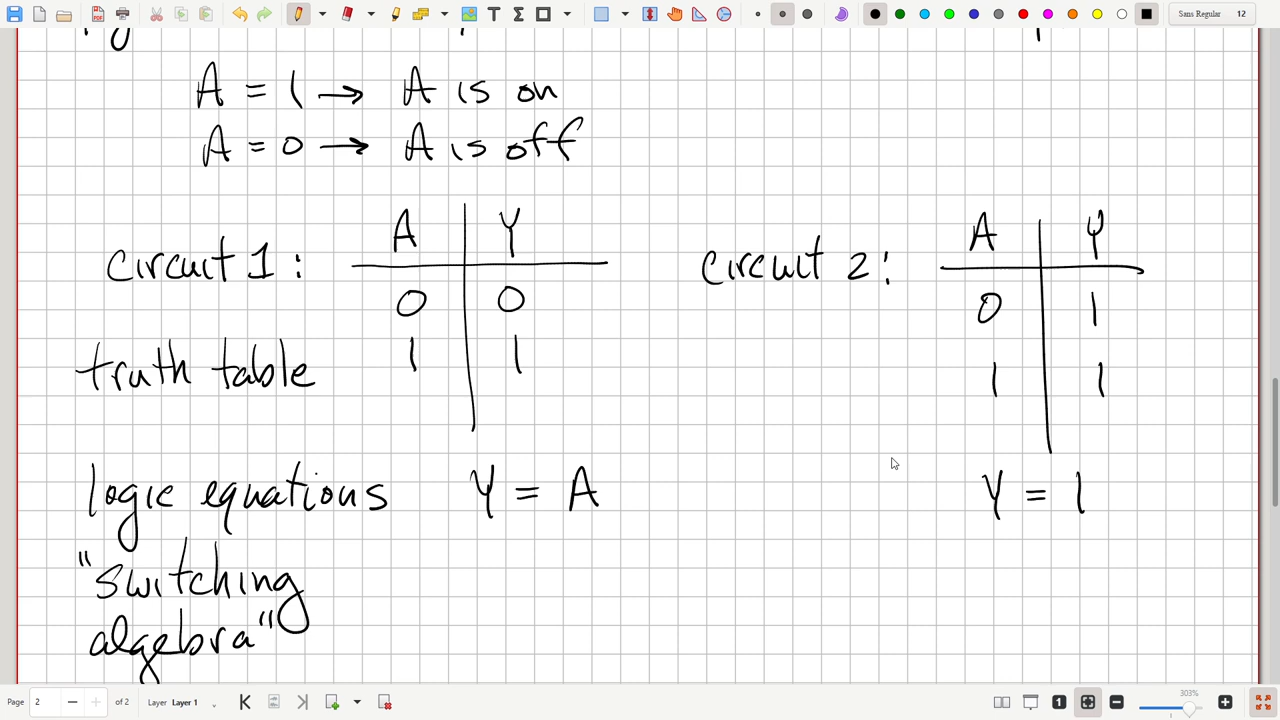 Sans Regular 12
A = 1 → A is on
A = 0 → A is off
circuit 1:
A Y
0 0
1 1
truth table
circuit 2:
A Y
0 1
1 1
logic equations Y = A
Y = 1
"switching
algebra"
Page 2 of 2 Layer Layer 1
303%